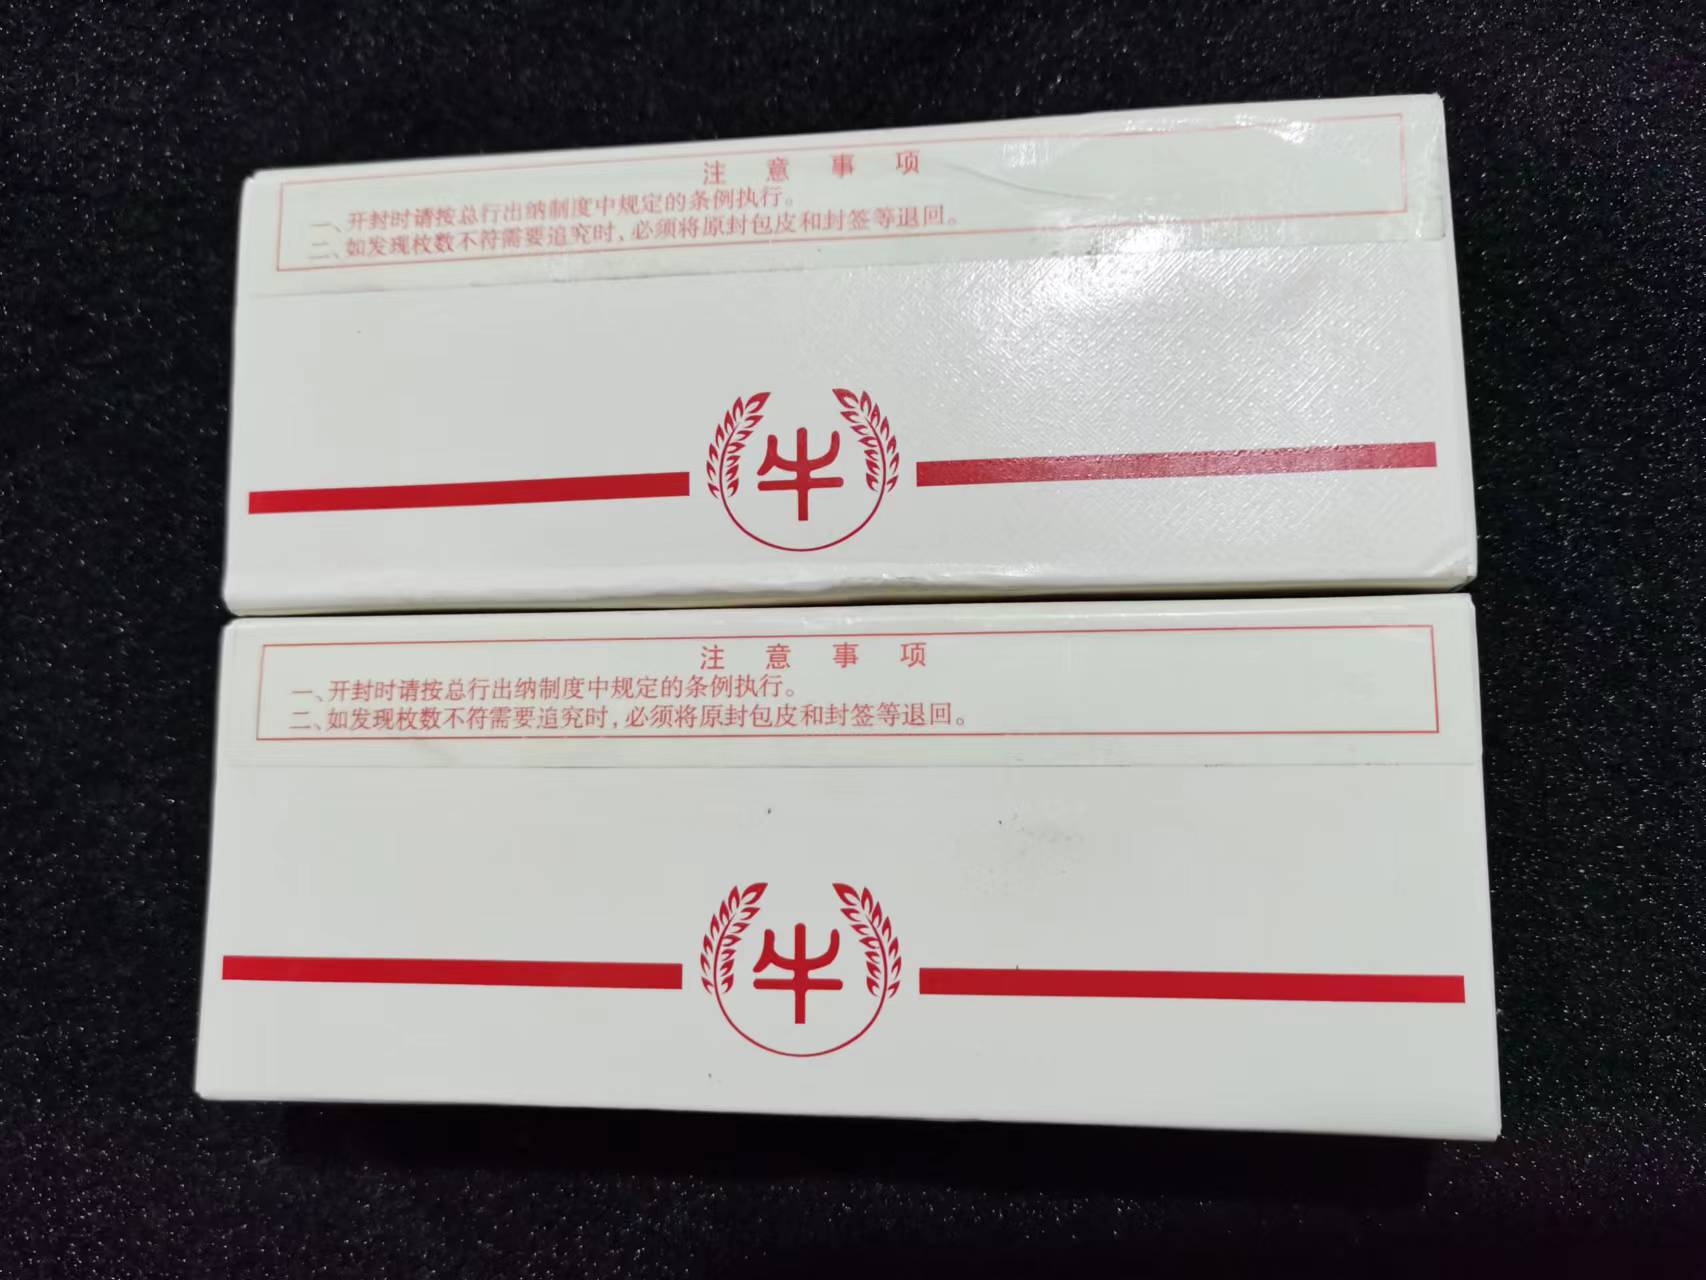 注意事项
一、开封时请按总行出纳制度中规定的条例执行。
二、如发现枚数不符需要追究时,必须将原封包皮和封签等退回。
牛
注意事项
一、开封时请按总行出纳制度中规定的条例执行。
二、如发现枚数不符需要追究时,必须将原封包皮和封签等退回。
牛